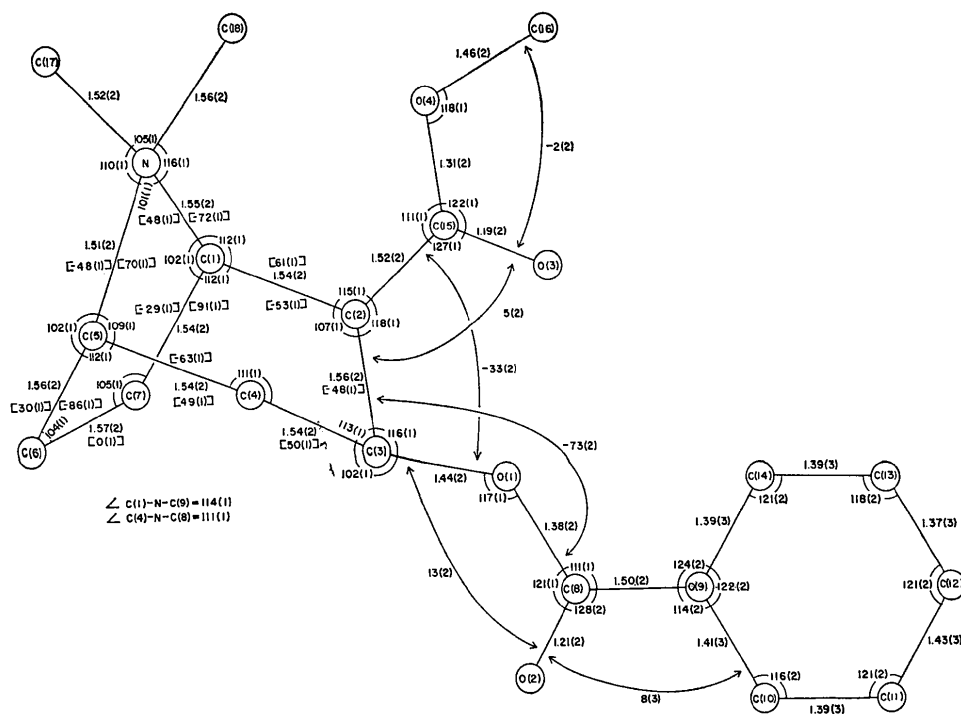 C(18)
C(16)
C(17)
1.46(2)
1.52(2)
1.56(2)
O(4)
118(1)
105(1)
110(1) N 116(1)
101(1)
1.31(2)
-2(2)
1.55(2)
[48(1)] [-72(1)]
122(1)
111(1) C(15) 1.19(2)
127(1)
1.51(2)
112(1)
102(1) C(1)
112(1)
[-48(1)] [70(1)]
[61(1)]
1.54(2)
[-53(1)]
1.52(2)
O(3)
[-29(1)] [91(1)]
1.54(2)
115(1)
C(2)
107(1) 118(1)
5(2)
102(1) 109(1)
C(5)
112(1)
[-63(1)]
1.54(2)
[49(1)]
-33(2)
1.56(2)
[30(1)] [-86(1)]
105(1)
C(7)
111(1)
C(4)
1.56(2)
[-48(1)]
104(1) 1.57(2)
[0(1)]
C(6)
1.54(2)
[50(1)]
113(1) 116(1)
C(3)
102(1)
-73(2)
1.44(2)
O(1)
117(1)
C(14) 1.39(3) C(13)
121(2) 118(2)
∠ C(1)-N-C(9)=114(1)
∠ C(4)-N-C(8)=111(1)
1.38(2)
1.39(3)
1.37(3)
13(2)
111(1)
121(1) C(8) 1.50(2)
128(2)
124(2)
O(9) 122(2)
114(2)
121(2) C(12)
1.21(2)
1.41(3)
1.43(3)
O(2)
8(3)
116(2) 121(2)
C(10) 1.39(3) C(11)